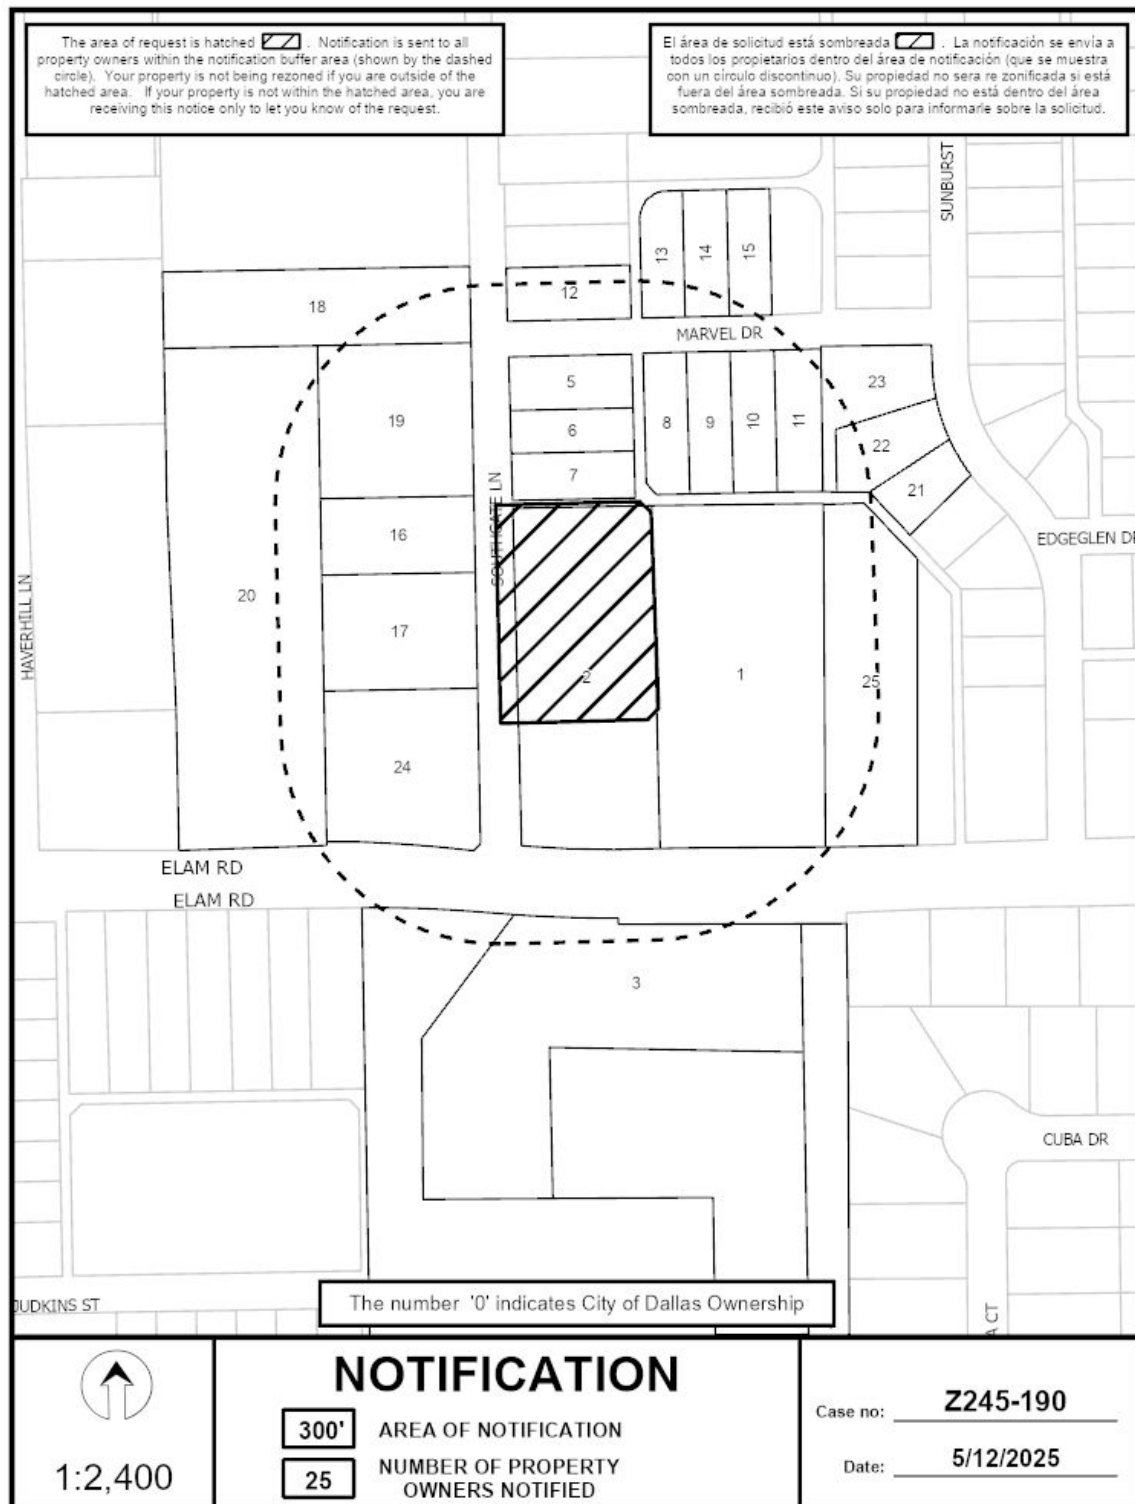 The area of request is hatched . Notification is sent to all
property owners within the notification buffer area (shown by the dashed
circle). Your property is not being rezoned if you are outside of the
hatched area. If your property is not within the hatched area, you are
receiving this notice only to let you know of the request.
El área de solicitud está sombreada . La notificación se envía a
todos los propietarios dentro del área de notificación (que se muestra
con un círculo discontinuo). Su propiedad no sera re zonificada si está
fuera del área sombreada. Si su propiedad no está dentro del área
sombreada, recibió este aviso solo para informarle sobre la solicitud.
SUNBURST
13
14
15
18
12
MARVEL DR
5
23
19
6
8
9
10
11
22
7
21
SOUTHGATE LN
16
EDGEGLEN DR
HAVERHILL LN
20
17
2
1
25
24
ELAM RD
ELAM RD
3
CUBA DR
JUDKINS ST
The number '0' indicates City of Dallas Ownership
A CT
1:2,400
NOTIFICATION
300' AREA OF NOTIFICATION
25 NUMBER OF PROPERTY
OWNERS NOTIFIED
Case no: Z245-190
Date: 5/12/2025